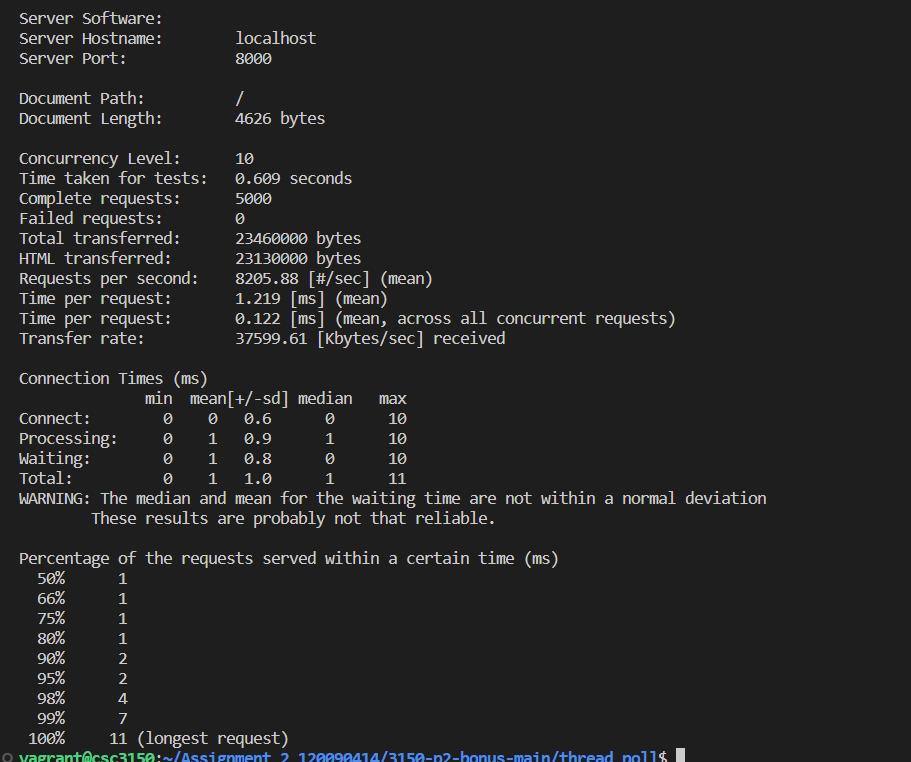 Server Software:
Server Hostname:        localhost
Server Port:            8000
Document Path:          /
Document Length:        4626 bytes
Concurrency Level:      10
Time taken for tests:   0.609 seconds
Complete requests:      5000
Failed requests:        0
Total transferred:      23460000 bytes
HTML transferred:       23130000 bytes
Requests per second:    8205.88 [#/sec] (mean)
Time per request:       1.219 [ms] (mean)
Time per request:       0.122 [ms] (mean, across all concurrent requests)
Transfer rate:          37599.61 [Kbytes/sec] received
Connection Times (ms)
              min  mean[+/-sd] median   max
Connect:        0    0   0.6      0      10
Processing:     0    1   0.9      1      10
Waiting:        0    1   0.8      0      10
Total:          0    1   1.0      1      11
WARNING: The median and mean for the waiting time are not within a normal deviation
        These results are probably not that reliable.
Percentage of the requests served within a certain time (ms)
  50%      1
  66%      1
  75%      1
  80%      1
  90%      2
  95%      2
  98%      4
  99%      7
 100%     11 (longest request)
vagrant@csc3150:~/Assignment_2_120090414/3150-p2-bonus-main/thread_poll$